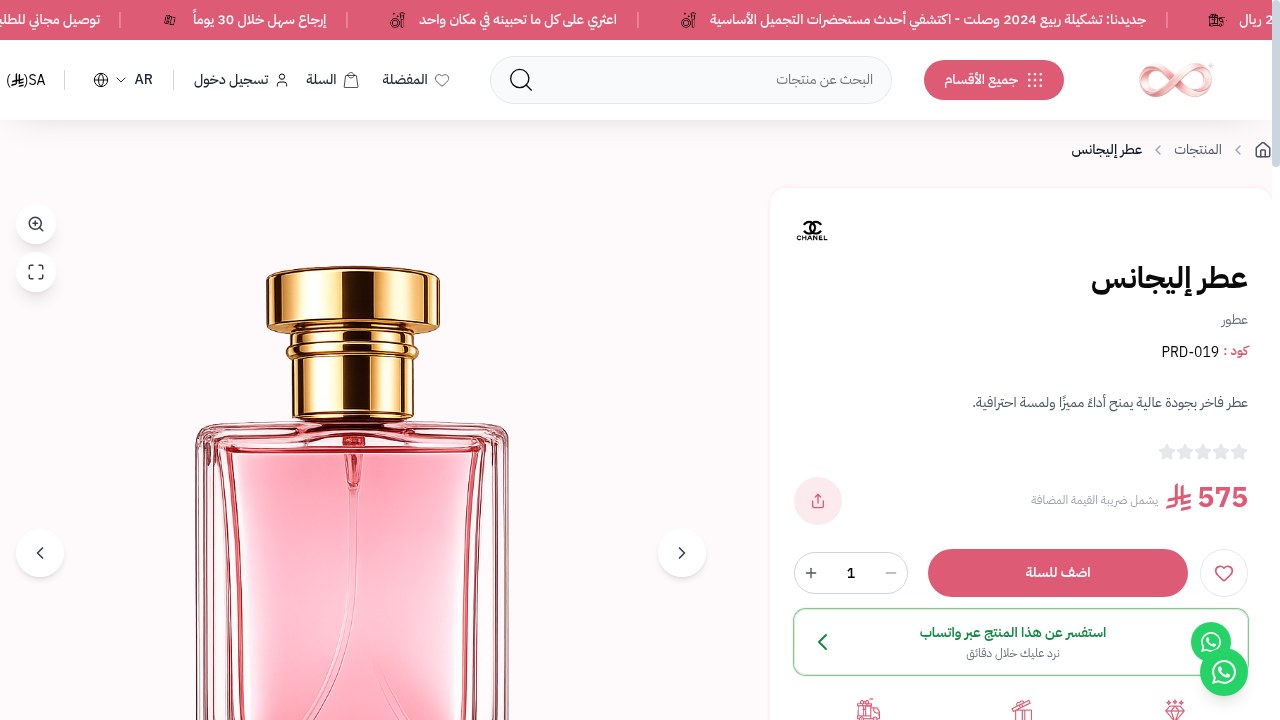 2 ريال
جديدنا: تشكيلة ربيع 2024 وصلت - اكتشفي أحدث مستحضرات التجميل الأساسية
اعثري على كل ما تحبينه في مكان واحد
إرجاع سهل خلال 30 يوماً
توصيل مجاني للطل
جميع الأقسام
البحث عن منتجات
المفضلة
السلة
تسجيل دخول
AR
SA()
المنتجات
عطر إليجانس
CHANEL
عطر إليجانس
عطور
كود : PRD-019
عطر فاخر بجودة عالية يمنح أداءً مميزًا ولمسة احترافية.
575 يشمل ضريبة القيمة المضافة
اضف للسلة
1
استفسر عن هذا المنتج عبر واتساب
نرد عليك خلال دقائق